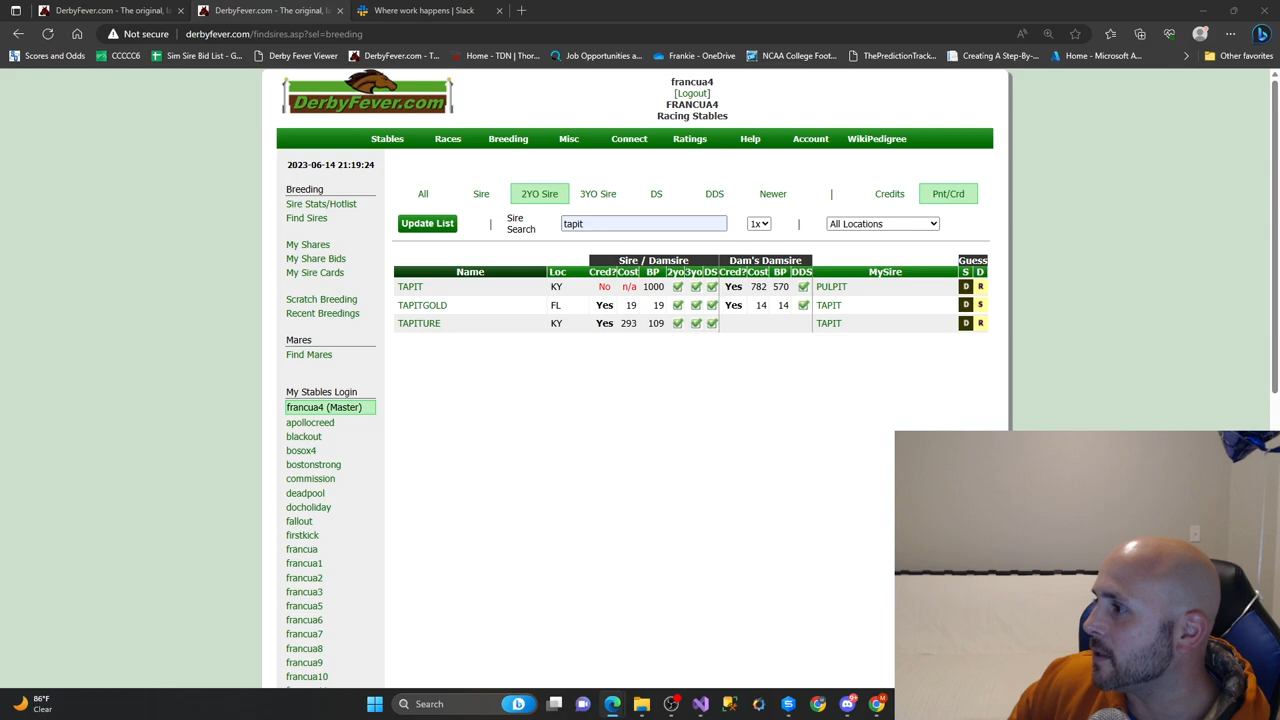 DerbyFever.com - The original, la
DerbyFever.com - The original, la
Where work happens | Slack
Not secure
derbyfever.com/findsires.asp?sel=breeding
Scores and Odds
CCCCC6
Sim Sire Bid List - G...
Derby Fever Viewer
DerbyFever.com - T...
Home - TDN | Thor...
Job Opportunities a...
Frankie - OneDrive
NCAA College Foot...
ThePredictionTrack...
Creating A Step-By-...
Home - Microsoft A...
Other favorites
DerbyFever.com
francua4
[Logout]
FRANCUA4
Racing Stables
Stables Races Breeding Misc Connect Ratings Help Account WikiPedigree
2023-06-14 21:19:24
Breeding
Sire Stats/Hotlist
Find Sires
My Shares
My Share Bids
My Sire Cards
Scratch Breeding
Recent Breedings
Mares
Find Mares
My Stables Login
francua4 (Master)
apollocreed
blackout
bosox4
bostonstrong
commission
deadpool
docholiday
fallout
firstkick
francua
francua1
francua2
francua3
francua5
francua6
francua7
francua8
francua9
francua10
All Sire 2YO Sire 3YO Sire DS DDS Newer | Credits Pnt/Crd
Update List | Sire Search tapit 1x | All Locations
Sire / Damsire Dam's Damsire Guess
Name Loc Cred? Cost BP 2yo 3yo DS Cred? Cost BP DDS MySire S D
TAPIT KY No n/a 1000 Yes 782 570 PULPIT D R
TAPITGOLD FL Yes 19 19 Yes 14 14 TAPIT D S
TAPITURE KY Yes 293 109 TAPIT D R
86°F
Clear
Search